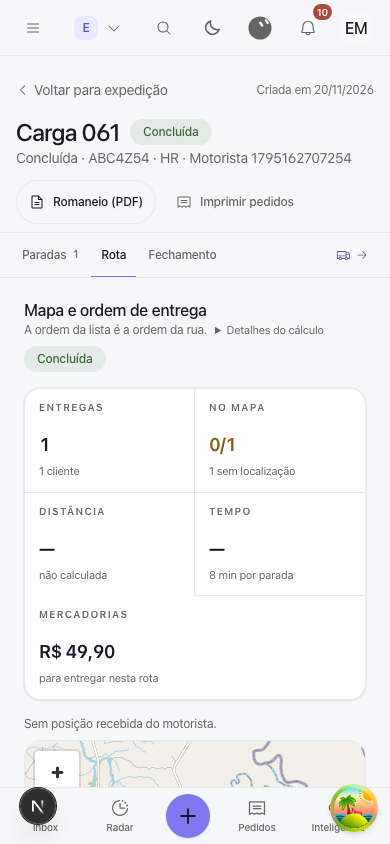 E
10
EM
Voltar para expedição
Criada em 20/11/2026
Carga 061
Concluída
Concluída · ABC4Z54 · HR · Motorista 1795162707254
Romaneio (PDF)
Imprimir pedidos
Paradas 1
Rota
Fechamento
Mapa e ordem de entrega
A ordem da lista é a ordem da rua.
Detalhes do cálculo
Concluída
ENTREGAS
1
1 cliente
NO MAPA
0/1
1 sem localização
DISTÂNCIA
—
não calculada
TEMPO
—
8 min por parada
MERCADORIAS
R$ 49,90
para entregar nesta rota
Sem posição recebida do motorista.
+
N
Inbox
Radar
Pedidos